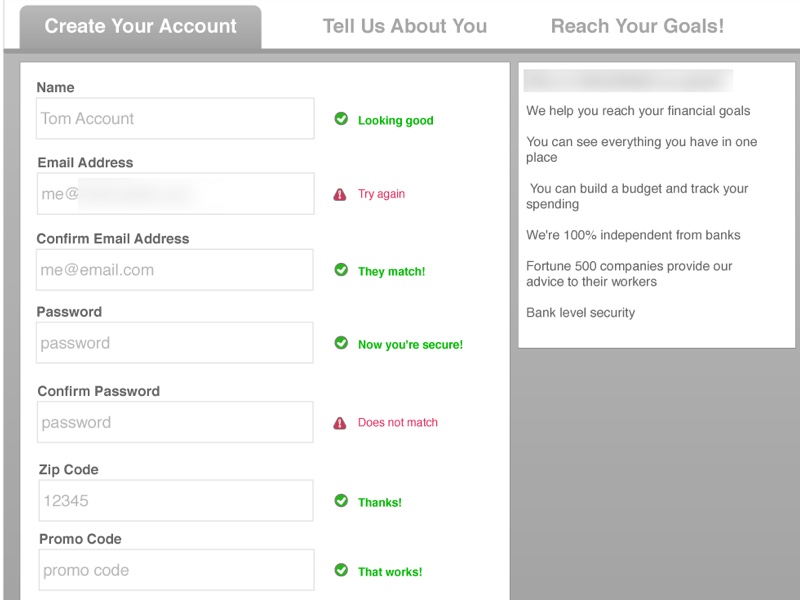 Create Your Account
Tell Us About You
Reach Your Goals!
Name
Tom Account
Looking good
Email Address
me@
Try again
Confirm Email Address
me@email.com
They match!
Password
password
Now you're secure!
Confirm Password
password
Does not match
Zip Code
12345
Thanks!
Promo Code
promo code
That works!
We help you reach your financial goals
You can see everything you have in one
place
You can build a budget and track your
spending
We're 100% independent from banks
Fortune 500 companies provide our
advice to their workers
Bank level security